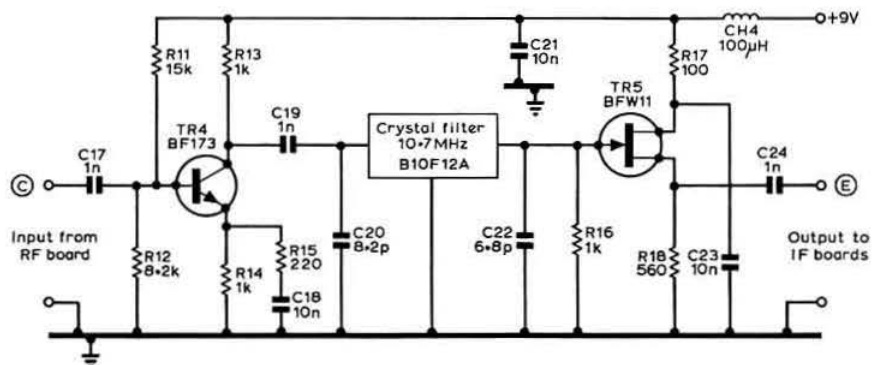 +9V
CH4
100μH
R11
15k
R13
1k
C21
10n
R17
100
TR5
BFW11
C19
1n
TR4
BF173
Crystal filter
10•7MHz
B10F12A
C17
1n
C24
1n
C
E
Input from
RF board
R12
8•2k
R15
220
R14
1k
C18
10n
C20
8•2p
C22
6•8p
R16
1k
R18
560
C23
10n
Output to
IF boards